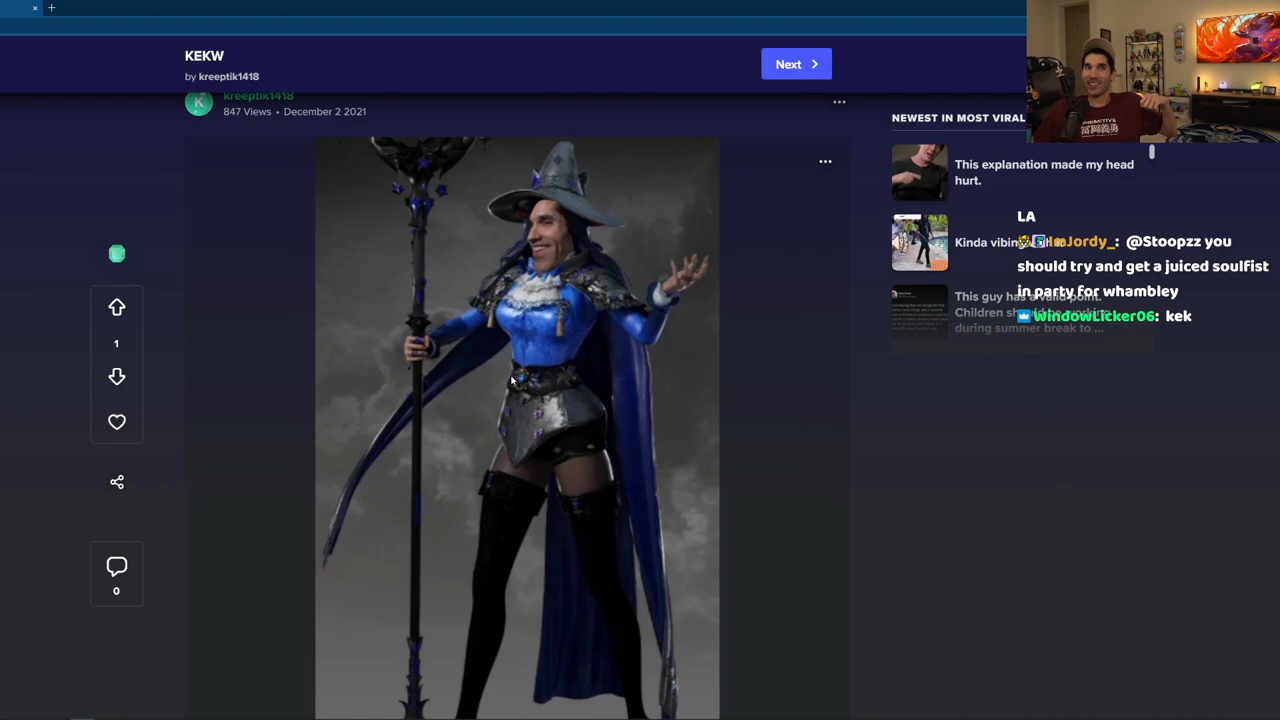 KEKW
by kreeptik1418
Next
K
kreeptik1418
847 Views • December 2 2021
1
0
NEWEST IN MOST VIRAL
This explanation made my head
hurt.
Kinda vibin
This guy has a valid point.
Children
during summer break to ...
LA
ImJordy_: @Stoopzz you
should try and get a juiced soulfist
in party for whambley
WindowLicker06: kek
PRIMITIVE